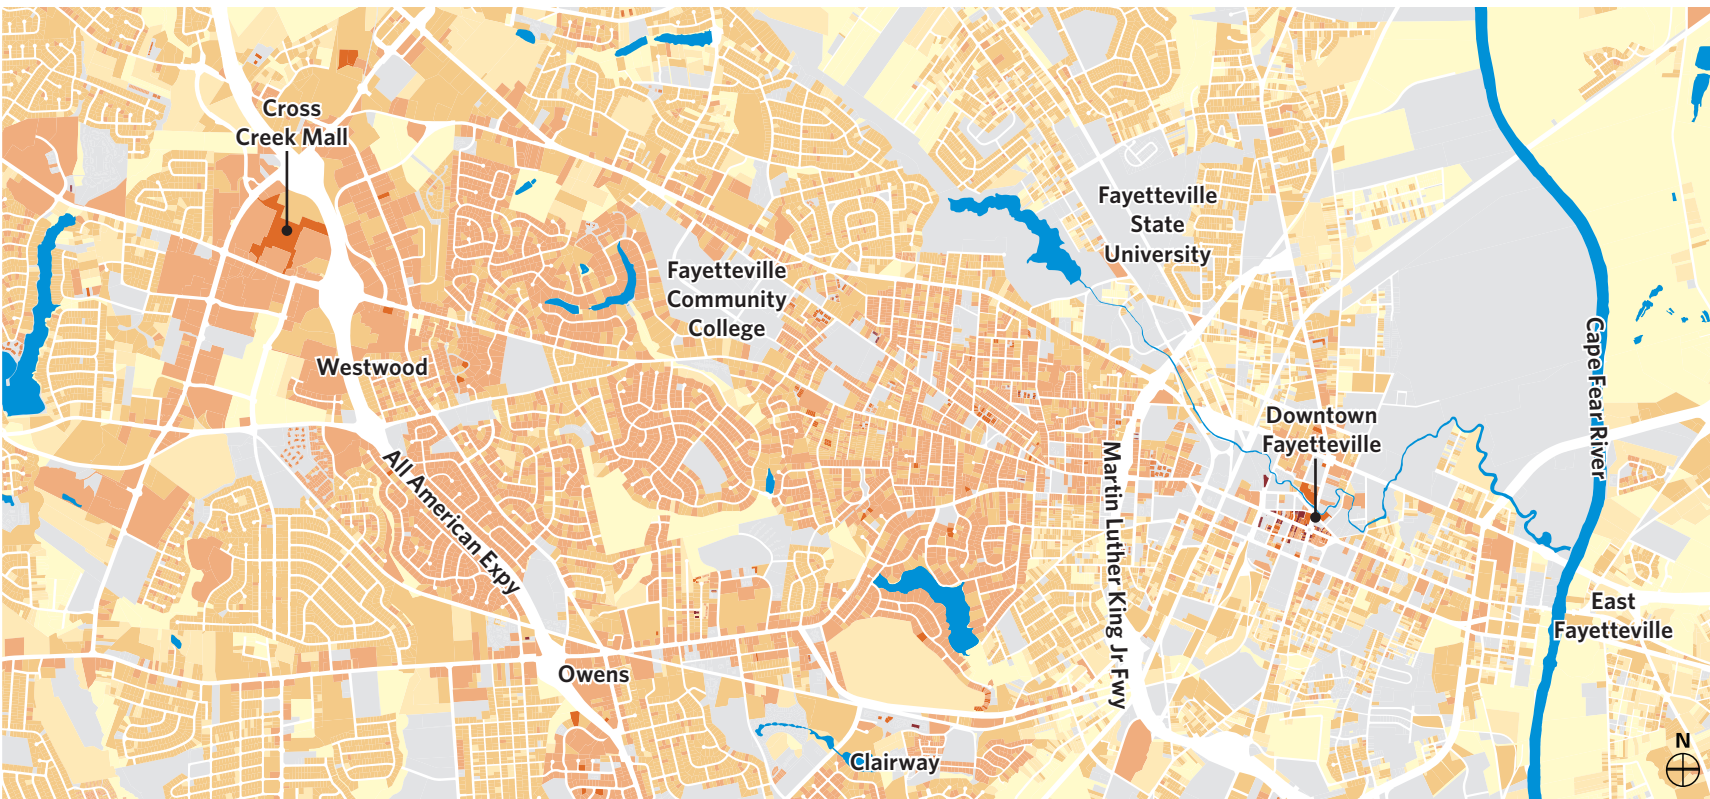 Cross
Creek Mall
Fayetteville
State
University
Fayetteville
Community
College
Westwood
Downtown
Fayetteville
Cape Fear River
All American Expy
Martin Luther King Jr Fwy
East
Fayetteville
Owens
Clairway
N